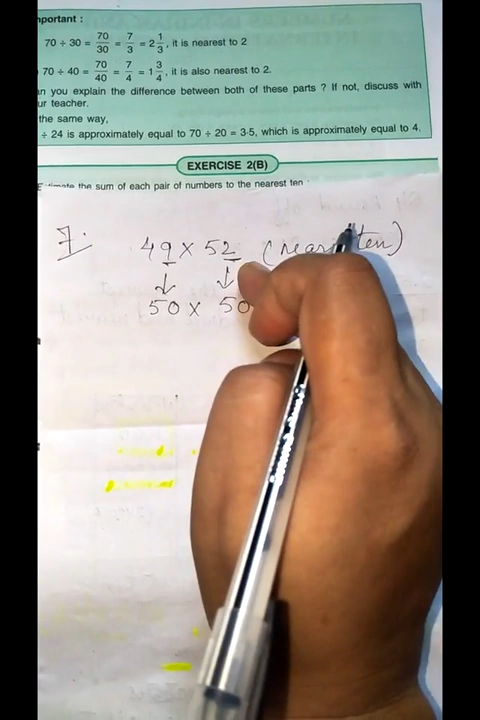 nportant :
70 ÷ 30 = 70/30 = 7/3 = 2 1/3, it is nearest to 2
70 ÷ 40 = 70/40 = 7/4 = 1 3/4, it is also nearest to 2.
an you explain the difference between both of these parts ? If not, discuss with
ur teacher.
the same way,
÷ 24 is approximately equal to 70 ÷ 20 = 3·5, which is approximately equal to 4.
EXERCISE 2(B)
the sum of each pair of numbers to the nearest ten
7.
49 × 52 ( ten)
50 × 50